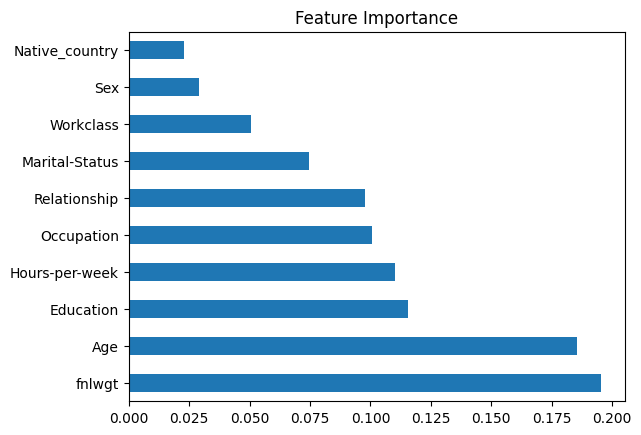 Feature Importance
Native_country
Sex
Workclass
Marital-Status
Relationship
Occupation
Hours-per-week
Education
Age
fnlwgt
0.000 0.025 0.050 0.075 0.100 0.125 0.150 0.175 0.200